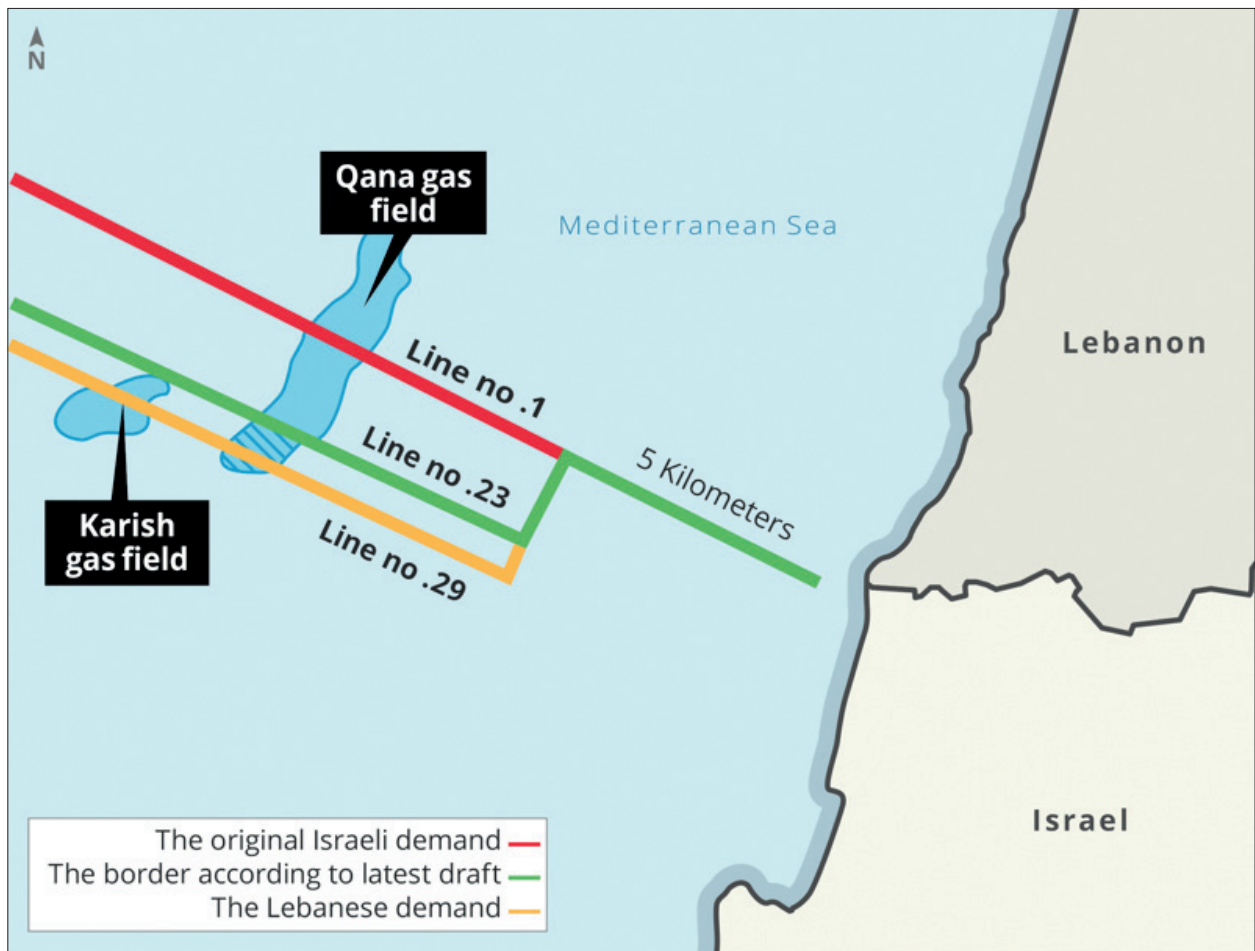 N
Qana gas
field
Mediterranean Sea
Lebanon
Line no .1
5 Kilometers
Line no .23
Karish
gas field
Line no .29
Israel
The original Israeli demand
The border according to latest draft
The Lebanese demand